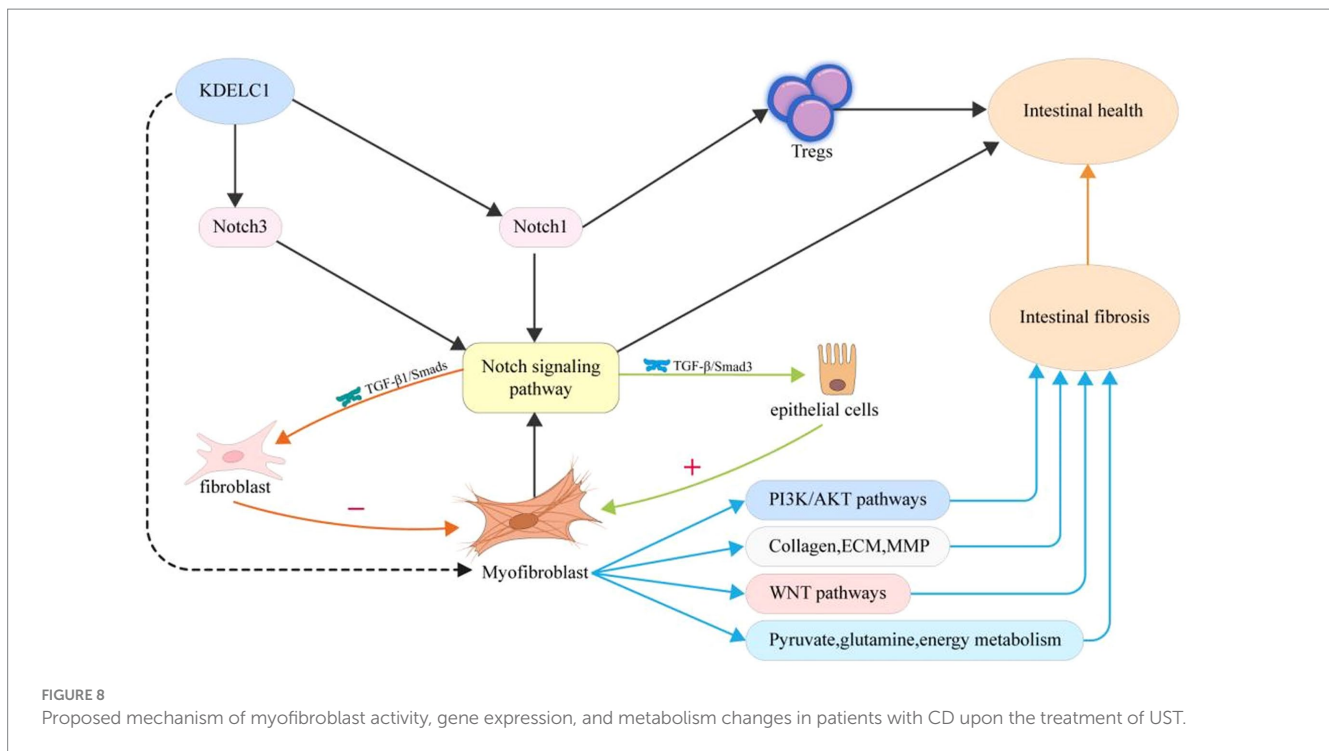 KDELC1
Tregs
Intestinal health
Notch3
Notch1
Intestinal fibrosis
Notch signaling
pathway
TGF-β1/Smads
TGF-β/Smad3
epithelial cells
fibroblast
+
−
Myofibroblast
PI3K/AKT pathways
Collagen,ECM,MMP
WNT pathways
Pyruvate,glutamine,energy metabolism
FIGURE 8
Proposed mechanism of myofibroblast activity, gene expression, and metabolism changes in patients with CD upon the treatment of UST.